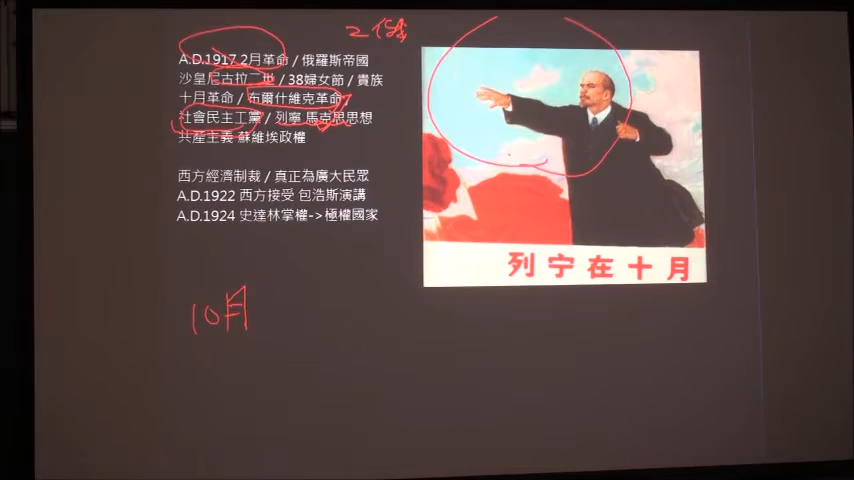 A.D.1917 2月革命 / 俄羅斯帝國
沙皇尼古拉二世 / 38婦女節 / 貴族
十月革命 / 布爾什維克革命
社會民主工黨 / 列寧 馬克思思想
共產主義 蘇維埃政權
西方經濟制裁 / 真正為廣大民眾
A.D.1922 西方接受 包浩斯演講
A.D.1924 史達林掌權->極權國家
列宁在十月
10月